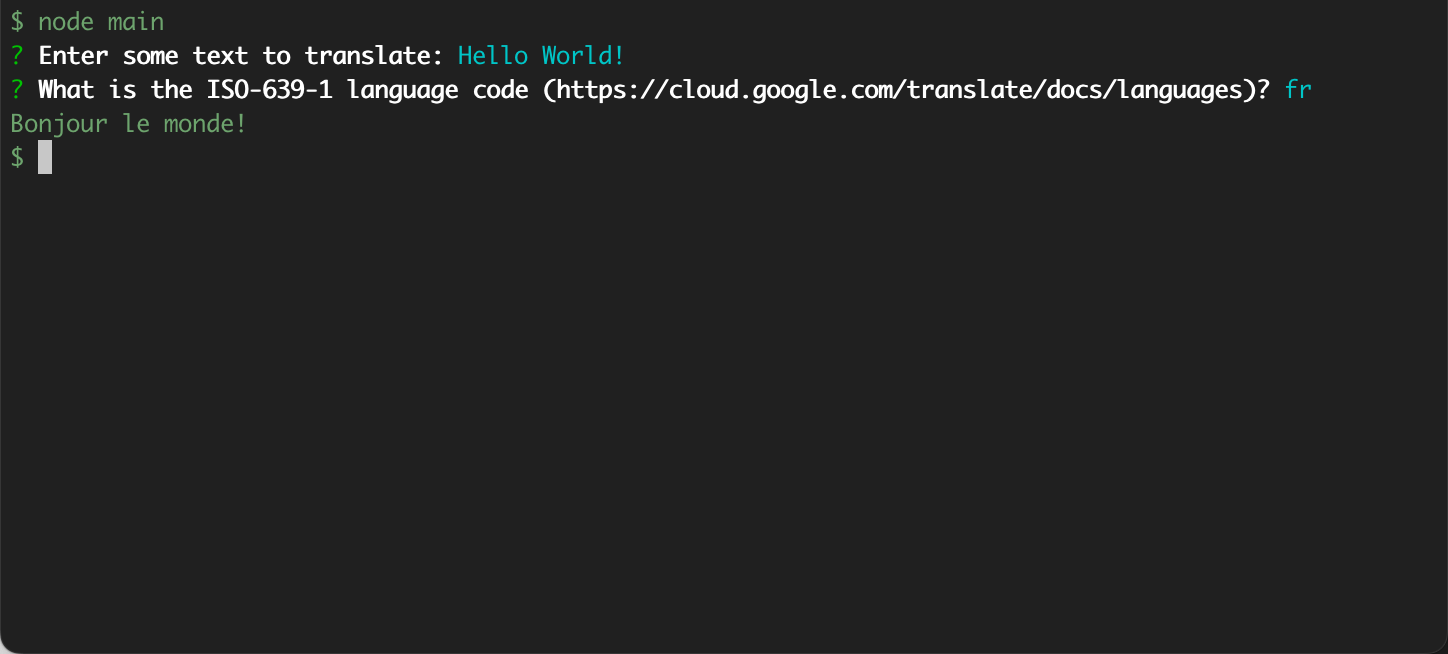 $ node main
? Enter some text to translate: Hello World!
? What is the ISO-639-1 language code (https://cloud.google.com/translate/docs/languages)? fr
Bonjour le monde!
$